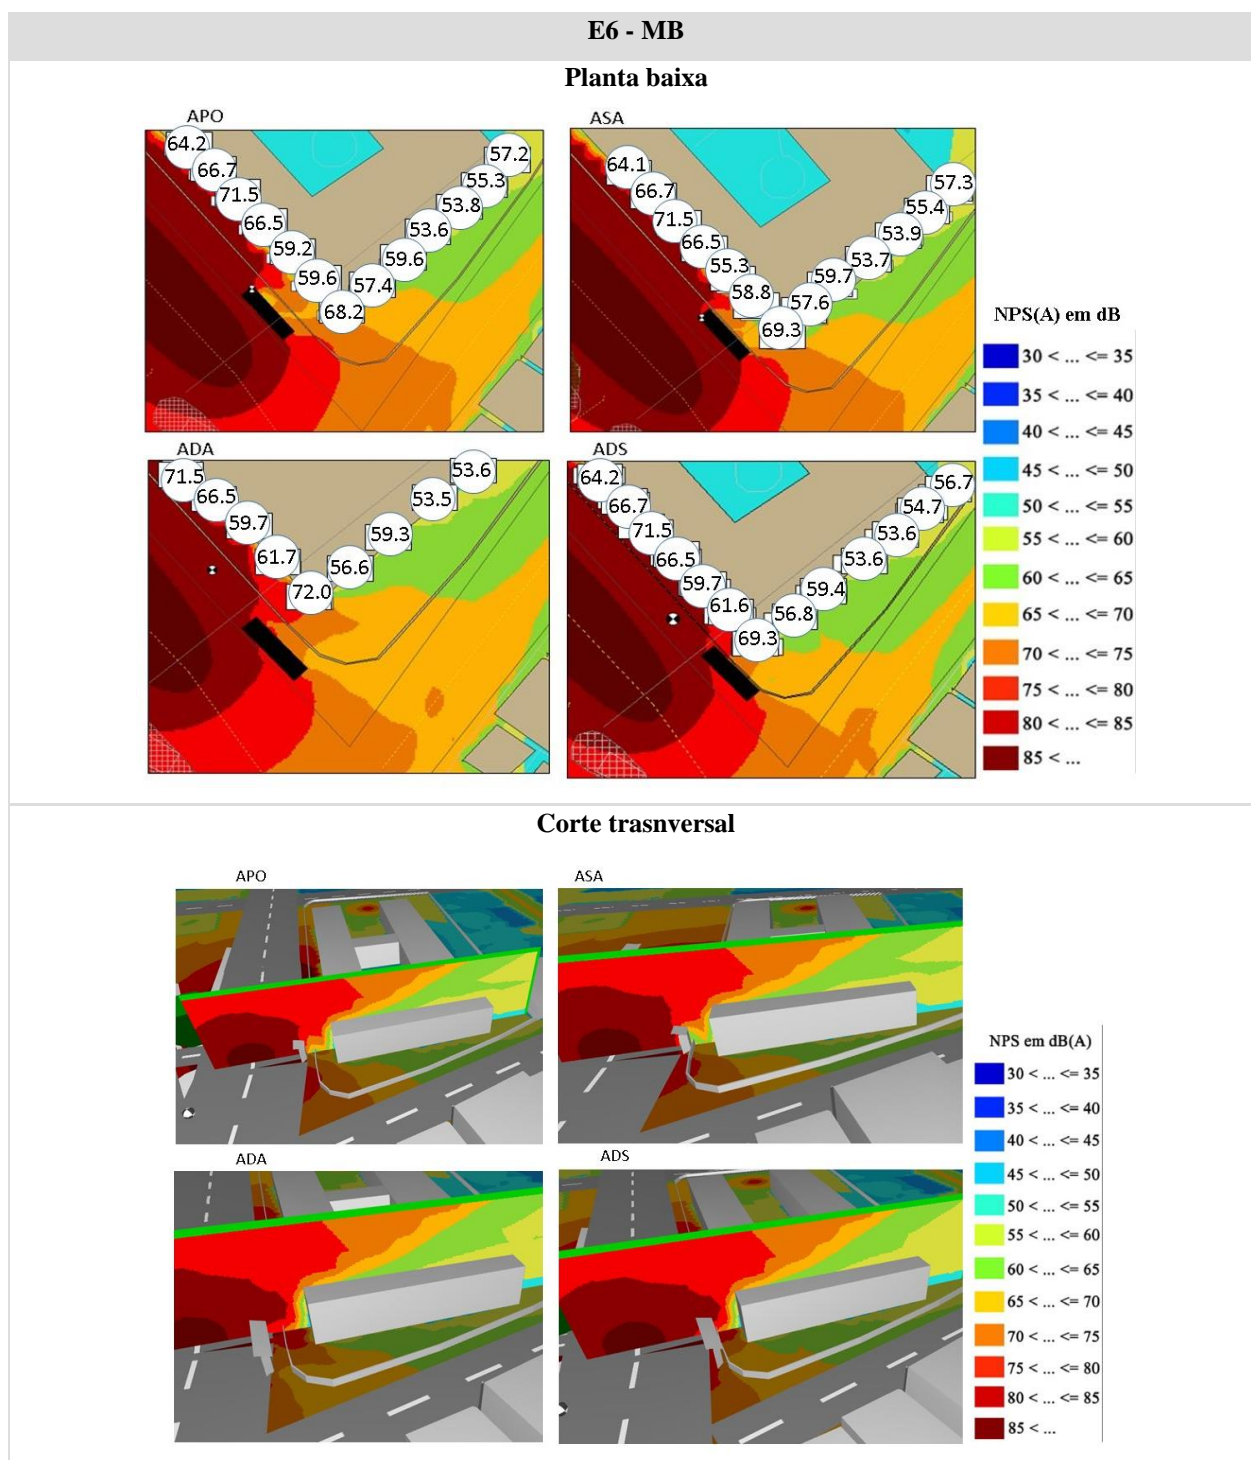 E6 - MB
Planta baixa
APO
64.2
66.7
71.5
66.5
59.2
59.6
68.2
57.4
59.6
53.6
53.8
55.3
57.2
ASA
64.1
66.7
71.5
66.5
55.3
58.8
69.3
57.6
59.7
53.7
53.9
55.4
57.3
ADA
71.5
66.5
59.7
61.7
72.0
56.6
59.3
53.5
53.6
ADS
64.2
66.7
71.5
66.5
59.7
61.6
69.3
56.8
59.4
53.6
53.6
54.7
56.7
NPS(A) em dB
30 < ... <= 35
35 < ... <= 40
40 < ... <= 45
45 < ... <= 50
50 < ... <= 55
55 < ... <= 60
60 < ... <= 65
65 < ... <= 70
70 < ... <= 75
75 < ... <= 80
80 < ... <= 85
85 < ...
Corte trasnversal
APO
ASA
ADA
ADS
NPS em dB(A)
30 < ... <= 35
35 < ... <= 40
40 < ... <= 45
45 < ... <= 50
50 < ... <= 55
55 < ... <= 60
60 < ... <= 65
65 < ... <= 70
70 < ... <= 75
75 < ... <= 80
80 < ... <= 85
85 < ...